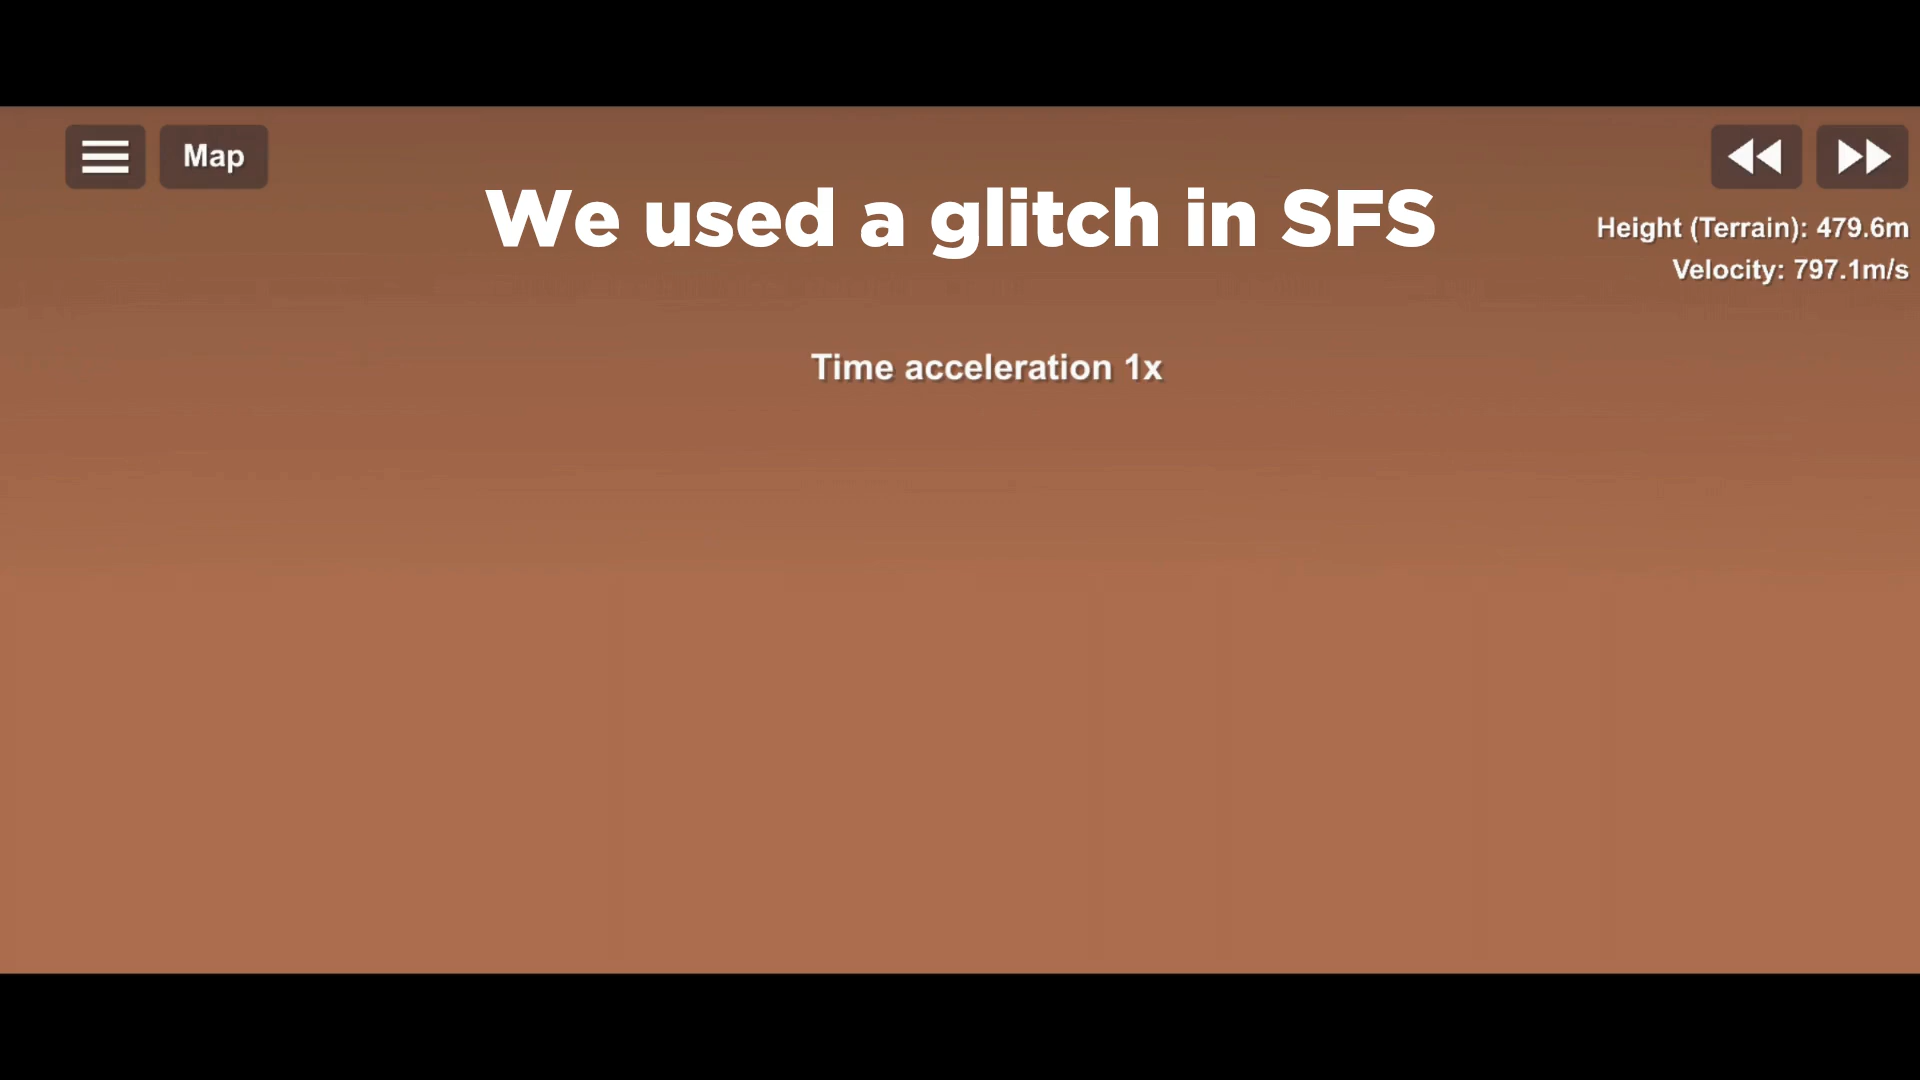 Map
We used a glitch in SFS
Height (Terrain): 479.6m
Velocity: 797.1m/s
Time acceleration 1x